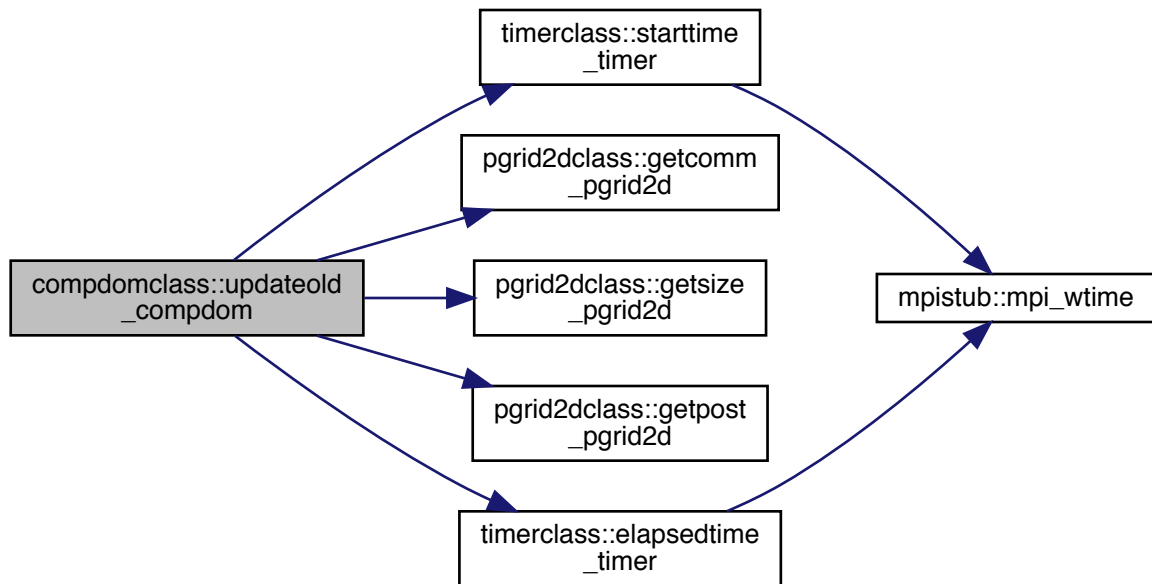 timerclass::starttime
_timer
pgrid2dclass::getcomm
_pgrid2d
compdomclass::updateold
_compdom
pgrid2dclass::getsize
_pgrid2d
mpistub::mpi_wtime
pgrid2dclass::getpost
_pgrid2d
timerclass::elapsedtime
_timer